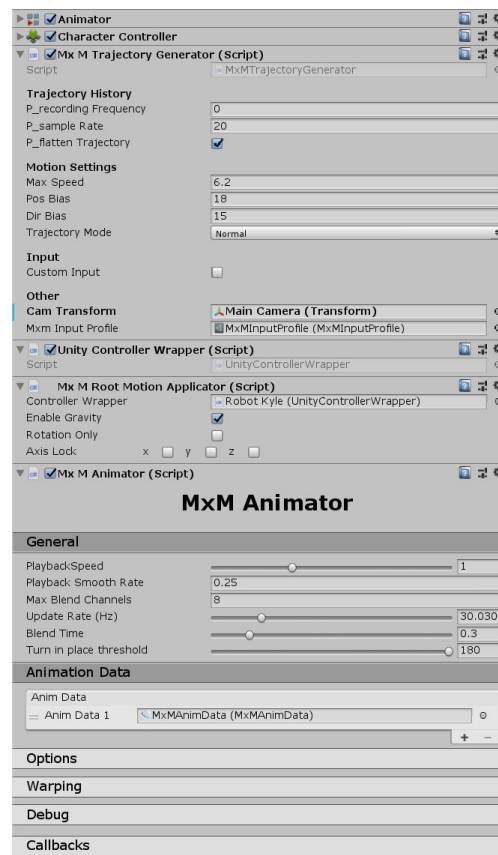 Animator
Character Controller
Mx M Trajectory Generator (Script)
Script MxMTrajectoryGenerator
Trajectory History
P_recording Frequency 0
P_sample Rate 20
P_flatten Trajectory
Motion Settings
Max Speed 6.2
Pos Bias 18
Dir Bias 15
Trajectory Mode Normal
Input
Custom Input
Other
Cam Transform Main Camera (Transform)
Mxm Input Profile MxMInputProfile (MxMInputProfile)
Unity Controller Wrapper (Script)
Script UnityControllerWrapper
Mx M Root Motion Applicator (Script)
Controller Wrapper Robot Kyle (UnityControllerWrapper)
Enable Gravity
Rotation Only
Axis Lock x y z
Mx M Animator (Script)
MxM Animator
General
PlaybackSpeed 1
Playback Smooth Rate 0.25
Max Blend Channels 8
Update Rate (Hz) 30.030
Blend Time 0.3
Turn in place threshold 180
Animation Data
Anim Data
Anim Data 1 MxMAnimData (MxMAnimData)
+ −
Options
Warping
Debug
Callbacks